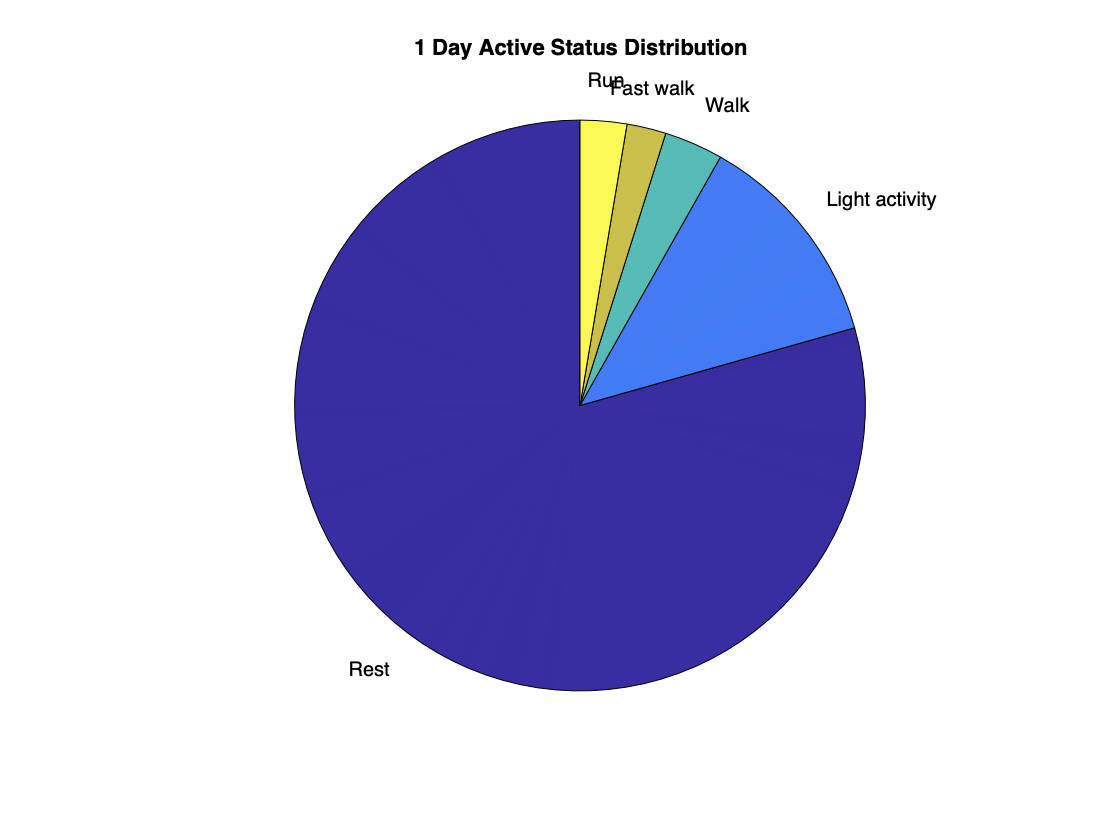 1 Day Active Status Distribution
Run
Fast walk
Walk
Light activity
Rest